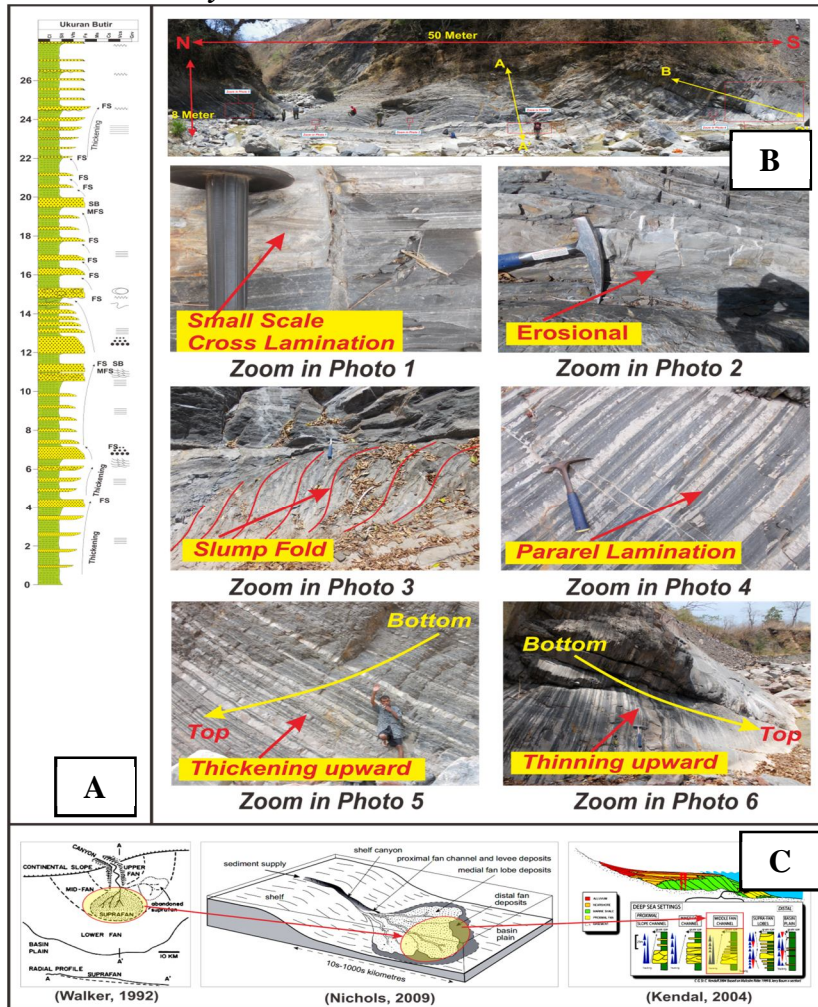 Ukuran Butir
26
24
22
20
18
16
14
12
10
8
6
4
2
0
FS
Thickening
FS
FS
FS
SB
MFS
FS
FS
FS
FS
FS SB
MFS
FS
Thickening
FS
Thickening
A
N
50 Meter
S
8 Meter
A
A'
B
B
Small Scale
Cross Lamination
Zoom in Photo 1
Erosional
Zoom in Photo 2
Slump Fold
Zoom in Photo 3
Pararel Lamination
Zoom in Photo 4
Bottom
Top
Thickening upward
Zoom in Photo 5
Bottom
Top
Thinning upward
Zoom in Photo 6
C
CANYON
A
CONTINENTAL SLOPE
UPPER
FAN
MID-FAN
SUPRAFAN
abandoned
suprafan
LOWER FAN
BASIN
PLAIN
A'
10 KM
RADIAL PROFILE
SUPRAFAN
A
A'
(Walker, 1992)
shelf canyon
sediment supply
proximal fan channel and levee deposits
medial fan lobe deposits
shelf
distal fan
deposits
basin
plain
10s-1000s kilometres
(Nichols, 2009)
DEEP SEA SETTINGS
PROXIMAL
DISTAL
SLOPE CHANNEL
MIDDLE FAN
CHANNEL
SUPRA FAN
LOBES
BASIN
PLAIN
(Kendal, 2004)